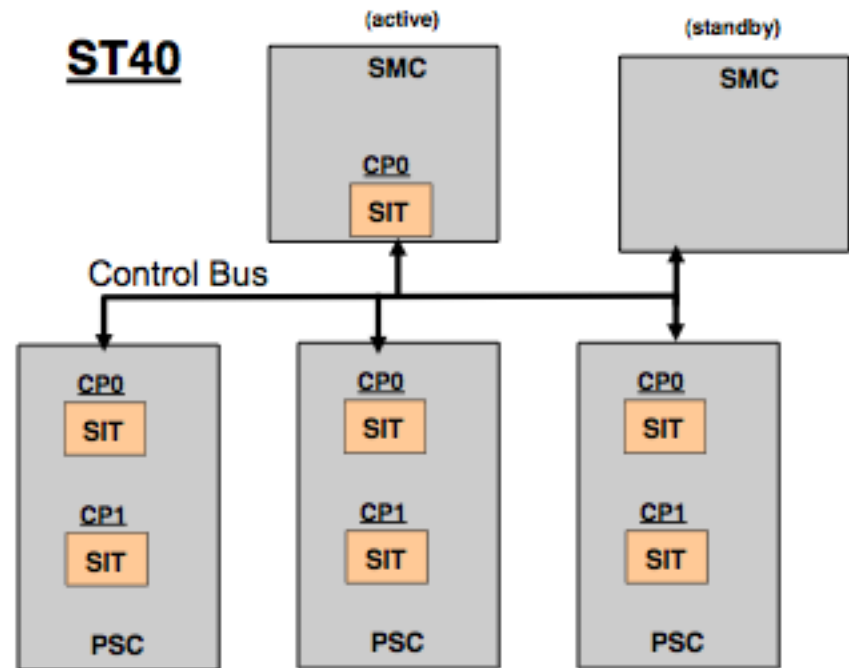 (active)
(standby)
ST40
SMC
SMC
CP0
SIT
Control Bus
CP0
SIT
CP1
SIT
PSC
CP0
SIT
CP1
SIT
PSC
CP0
SIT
CP1
SIT
PSC